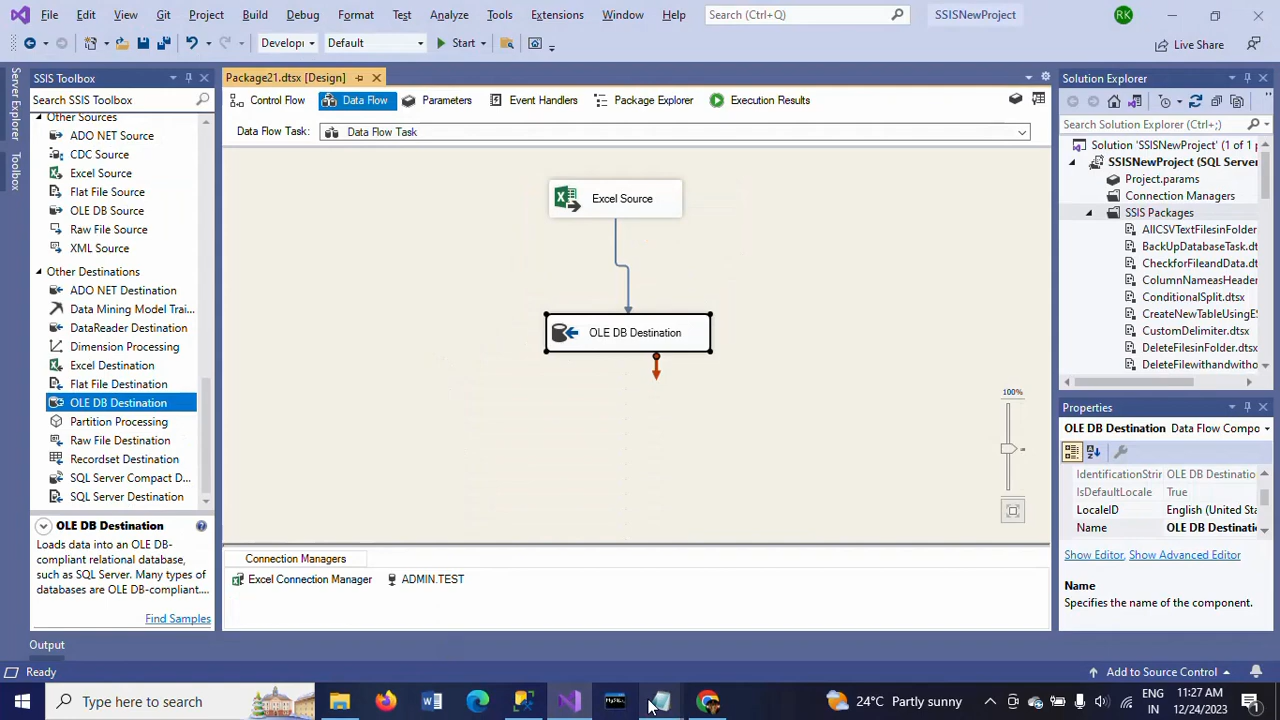 File Edit View Git Project Build Debug Format Test Analyze Tools Extensions Window Help Search (Ctrl+Q) SSISNewProject RK
Developi Default Start Live Share
Server Explorer
Toolbox
SSIS Toolbox
Search SSIS Toolbox
Other Sources
ADO NET Source
CDC Source
Excel Source
Flat File Source
OLE DB Source
Raw File Source
XML Source
Other Destinations
ADO NET Destination
Data Mining Model Trai...
DataReader Destination
Dimension Processing
Excel Destination
Flat File Destination
OLE DB Destination
Partition Processing
Raw File Destination
Recordset Destination
SQL Server Compact D...
SQL Server Destination
OLE DB Destination
Loads data into an OLE DB-
compliant relational database,
such as SQL Server. Many types of
databases are OLE DB-compliant....
Find Samples
Package21.dtsx [Design]
Control Flow Data Flow Parameters Event Handlers Package Explorer Execution Results
Data Flow Task: Data Flow Task
Excel Source
OLE DB Destination
100%
Connection Managers
Excel Connection Manager ADMIN.TEST
Solution Explorer
Search Solution Explorer (Ctrl+;)
Solution 'SSISNewProject' (1 of 1 p
SSISNewProject (SQL Server
Project.params
Connection Managers
SSIS Packages
AllCSVTextFilesinFolder
BackUpDatabaseTask.dt
CheckforFileandData.dt
ColumnNameasHeader
ConditionalSplit.dtsx
CreateNewTableUsingE
CustomDelimiter.dtsx
DeleteFilesinFolder.dtsx
DeleteFilewithandwitho
Properties
OLE DB Destination Data Flow Compo
IdentificationStrin OLE DB Destinatio
IsDefaultLocale True
LocaleID English (United Sta
Name OLE DB Destinatio
Show Editor, Show Advanced Editor
Name
Specifies the name of the component.
Output
Ready Add to Source Control
Type here to search 24°C Partly sunny ENG IN 11:27 AM 12/24/2023